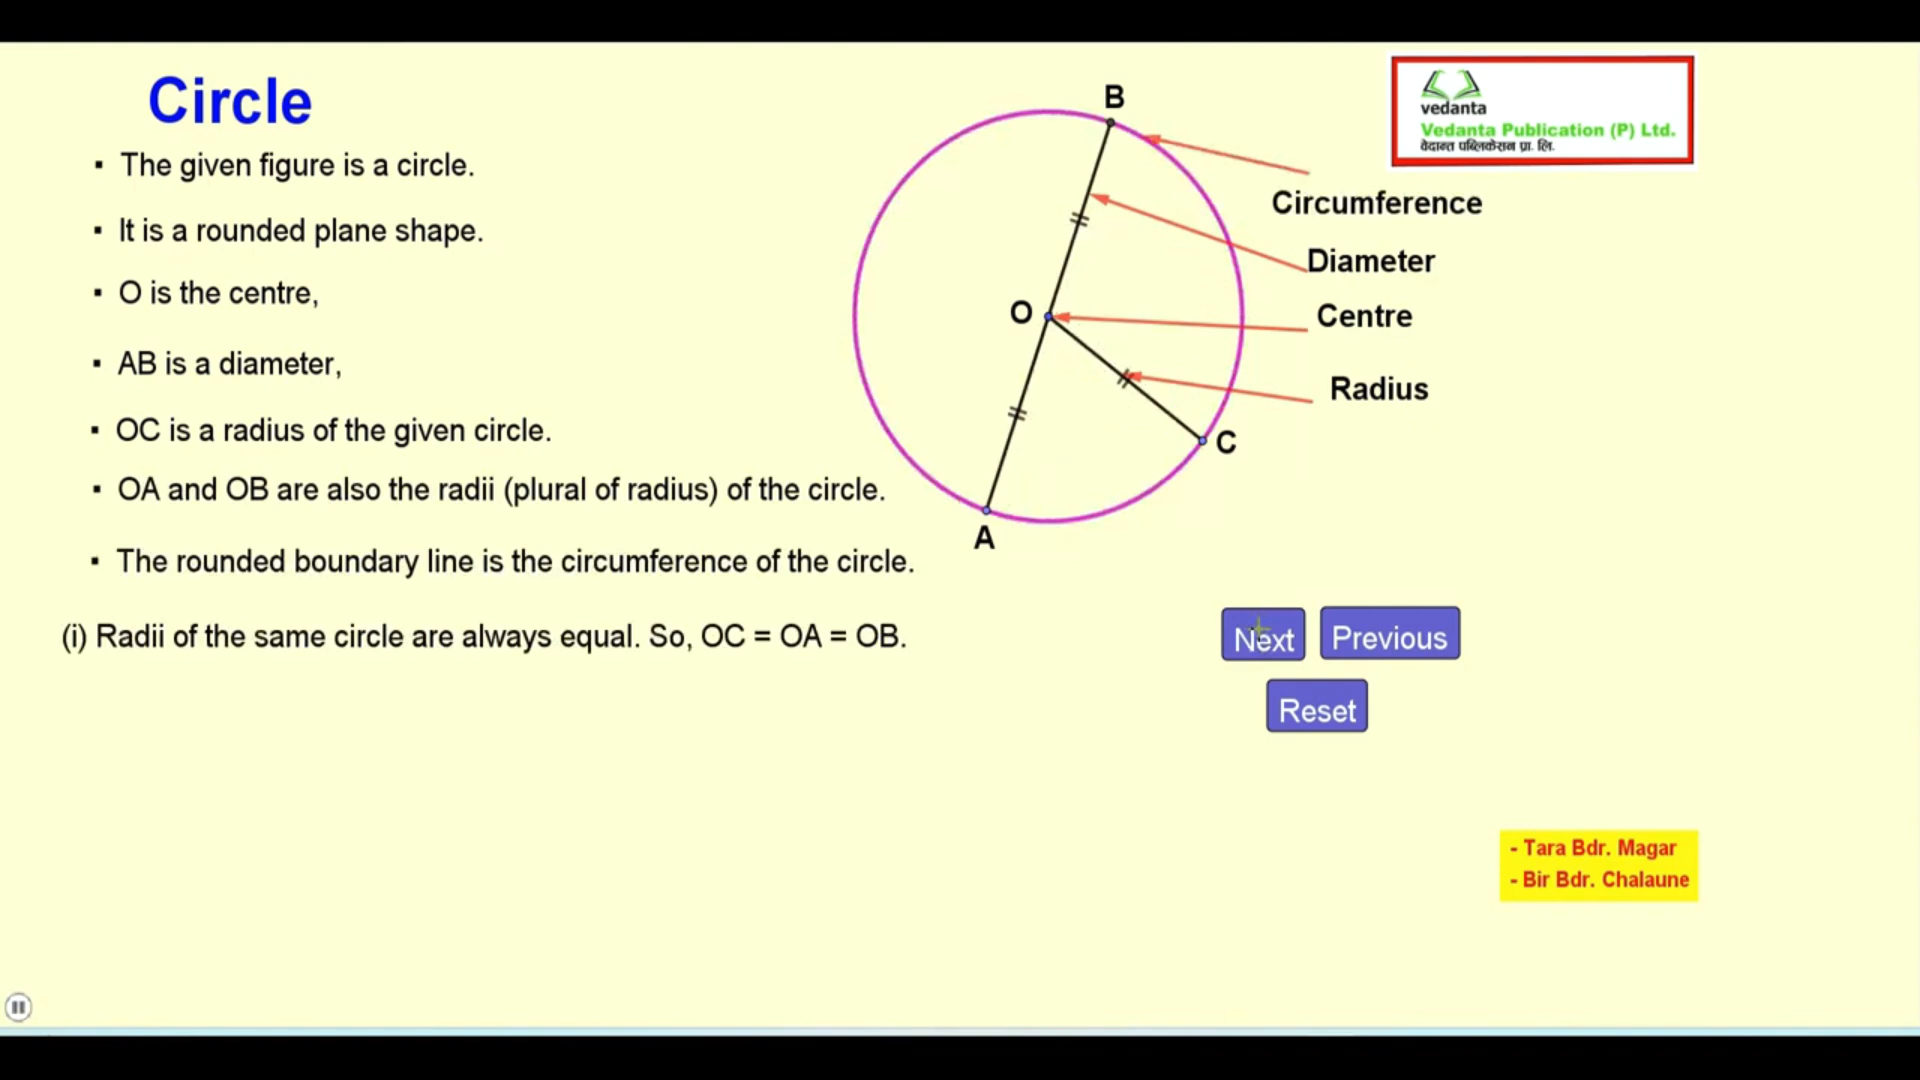 Circle
▪ The given figure is a circle.
▪ It is a rounded plane shape.
▪ O is the centre,
▪ AB is a diameter,
▪ OC is a radius of the given circle.
▪ OA and OB are also the radii (plural of radius) of the circle.
▪ The rounded boundary line is the circumference of the circle.
(i) Radii of the same circle are always equal. So, OC = OA = OB.
B
O
C
A
Circumference
Diameter
Centre
Radius
vedanta
Vedanta Publication (P) Ltd.
वेदान्त पब्लिकेसन प्रा. लि.
Next
Previous
Reset
- Tara Bdr. Magar
- Bir Bdr. Chalaune